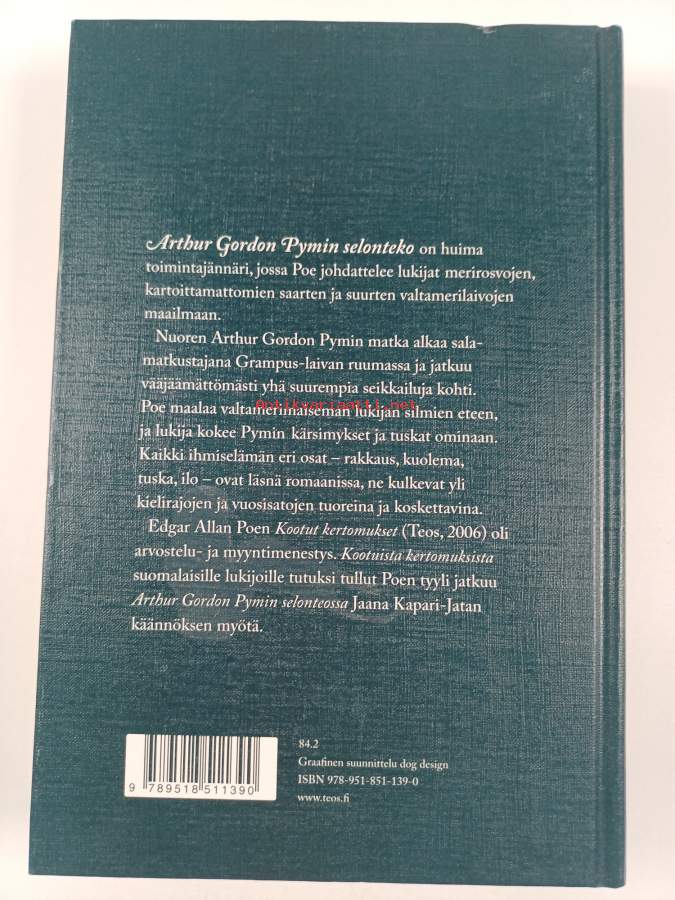 Arthur Gordon Pymin selonteko on huima
toimintajännäri, jossa Poe johdattelee lukijat merirosvojen,
kartoittamattomien saarten ja suurten valtamerilaivojen
maailmaan.
Nuoren Arthur Gordon Pymin matka alkaa sala-
matkustajana Grampus-laivan ruumassa ja jatkuu
vääjäämättömästi yhä suurempia seikkailuja kohti.
Antikvariaatti.net
Poe maalaa valtamerimaiseman lukijan silmien eteen,
ja lukija kokee Pymin kärsimykset ja tuskat ominaan.
Kaikki ihmiselämän eri osat – rakkaus, kuolema,
tuska, ilo – ovat läsnä romaanissa, ne kulkevat yli
kielirajojen ja vuosisatojen tuoreina ja koskettavina.
Edgar Allan Poen Kootut kertomukset (Teos, 2006) oli
arvostelu- ja myyntimenestys. Kootuista kertomuksista
suomalaisille lukijoille tutuksi tullut Poen tyyli jatkuu
Arthur Gordon Pymin selonteossa Jaana Kapari-Jatan
käännöksen myötä.
84.2
Graafinen suunnittelu dog design
ISBN 978-951-851-139-0
www.teos.fi
9 789518 511390